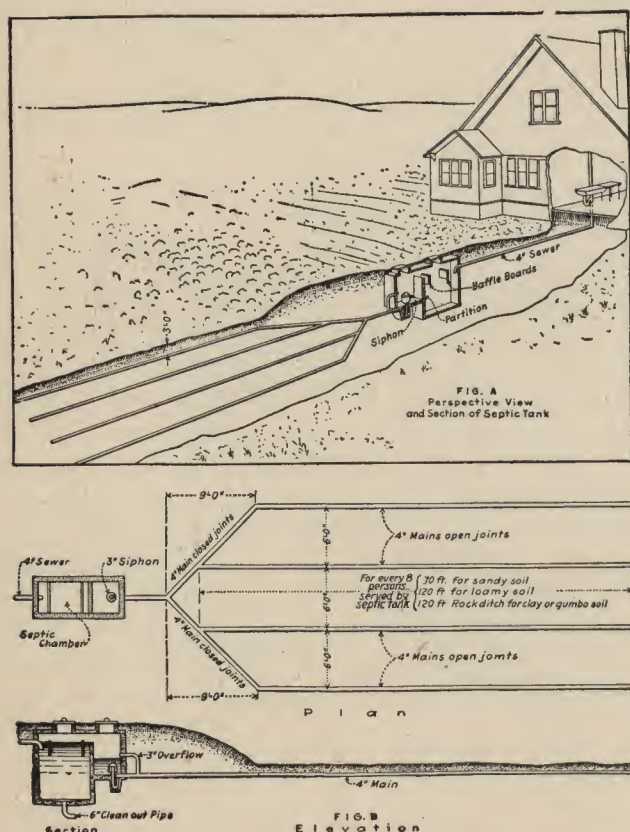 4" Sewer
Baffle Boards
Partition
Siphon
3'-0"
FIG. A
Perspective View
and Section of Septic Tank
9'-0"
4" Mains open joints
4" Sewer
3" Siphon
4" Main closed joints
6'-0"
For every 8
persons
served by
septic tank
70 ft. for sandy soil
120 ft for loamy soil
120 ft Rock ditch for clay or gumbo soil
6'-0"
Septic
Chamber
4" Main closed joints
6'-0"
4" Mains open joints
9'-0"
Plan
3" Overflow
4" Main
6" Clean out Pipe
Section
FIG. B
Elevation